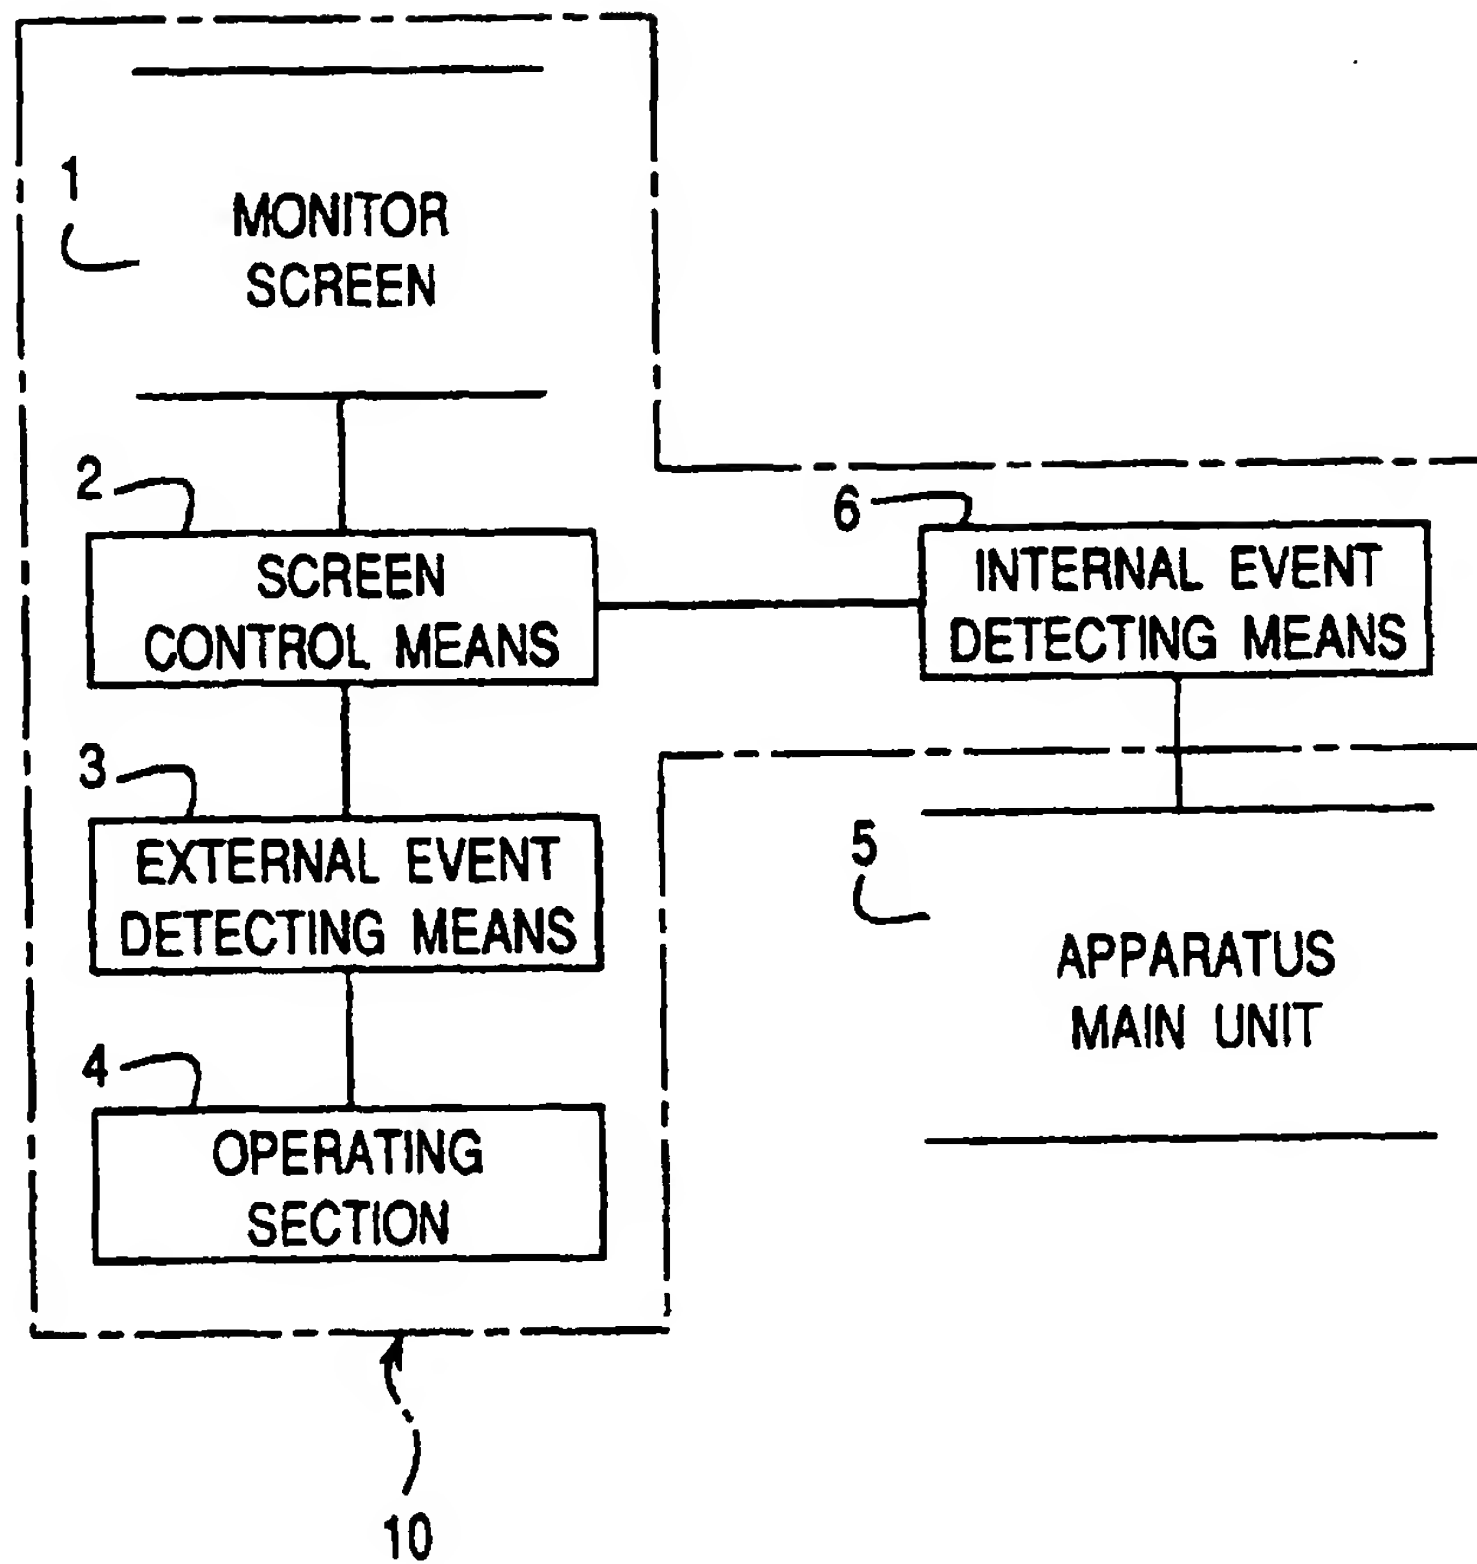 1
MONITOR
SCREEN
2
SCREEN
CONTROL MEANS
6
INTERNAL EVENT
DETECTING MEANS
3
EXTERNAL EVENT
DETECTING MEANS
5
APPARATUS
MAIN UNIT
4
OPERATING
SECTION
10